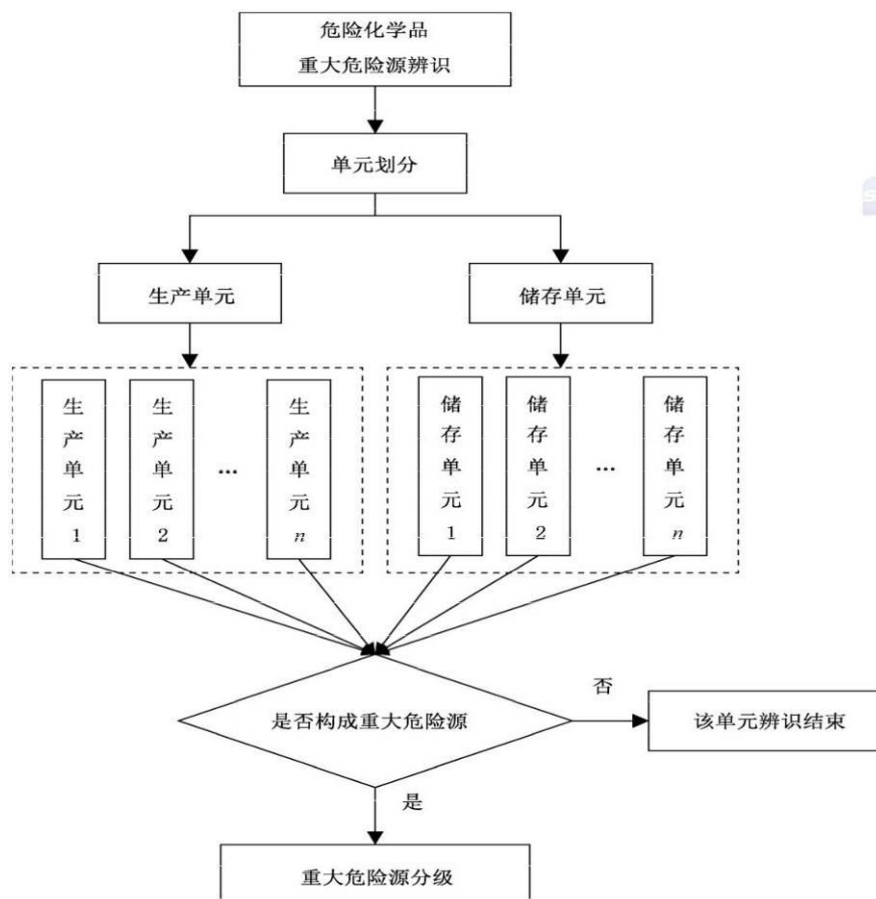 危险化学品
重大危险源辨识
单元划分
生产单元
储存单元
生产单元1
生产单元2
...
生产单元n
储存单元1
储存单元2
...
储存单元n
是否构成重大危险源
否
该单元辨识结束
是
重大危险源分级